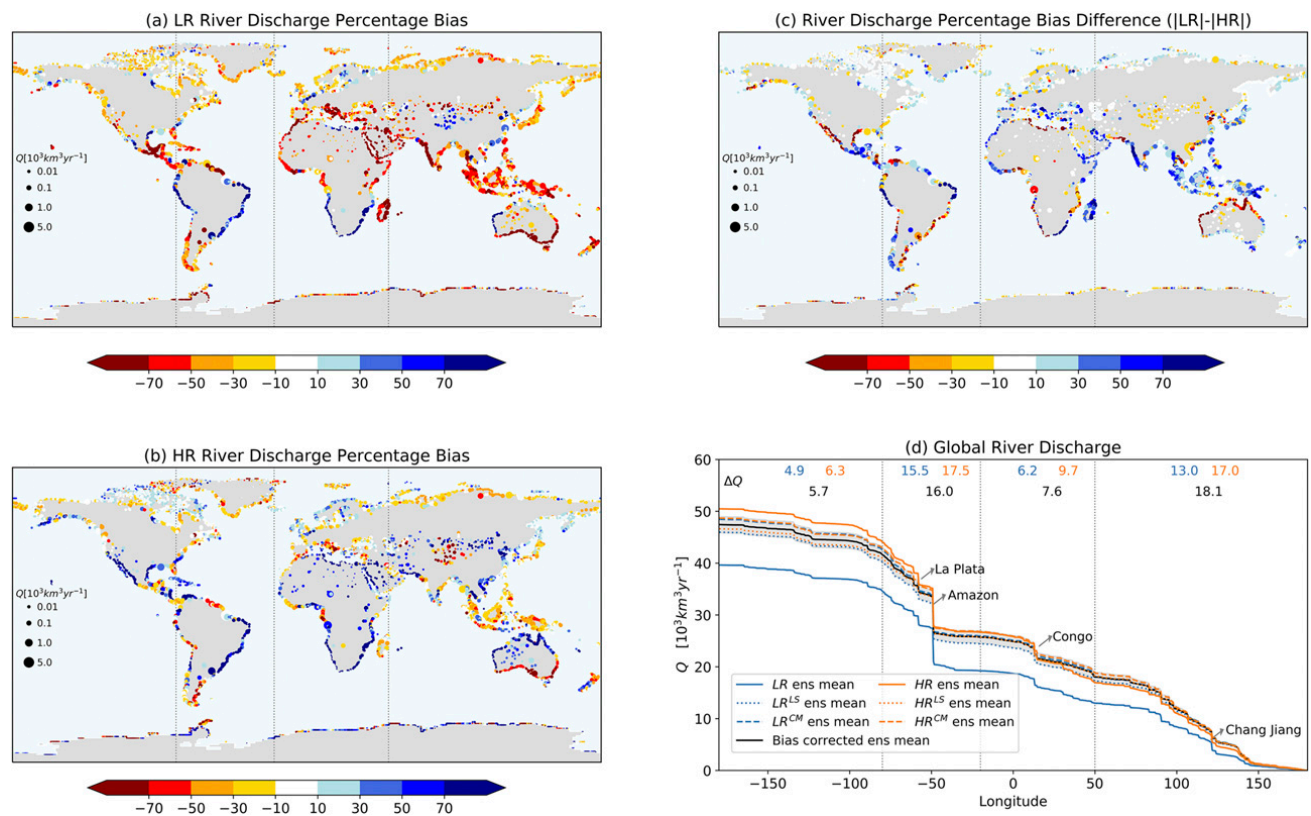 (a) LR River Discharge Percentage Bias
Q[10³km³yr⁻¹]
0.01
0.1
1.0
5.0
−70 −50 −30 −10 10 30 50 70
(c) River Discharge Percentage Bias Difference (|LR|-|HR|)
Q[10³km³yr⁻¹]
0.01
0.1
1.0
5.0
−70 −50 −30 −10 10 30 50 70
(b) HR River Discharge Percentage Bias
Q[10³km³yr⁻¹]
0.01
0.1
1.0
5.0
−70 −50 −30 −10 10 30 50 70
(d) Global River Discharge
60
50
40
30
20
10
0
Q [10³km³yr⁻¹]
4.9 6.3 15.5 17.5 6.2 9.7 13.0 17.0
ΔQ
5.7 16.0 7.6 18.1
La Plata
Amazon
Congo
Chang Jiang
LR ens mean HR ens mean
LR^LS ens mean HR^LS ens mean
LR^CM ens mean HR^CM ens mean
Bias corrected ens mean
−150 −100 −50 0 50 100 150
Longitude